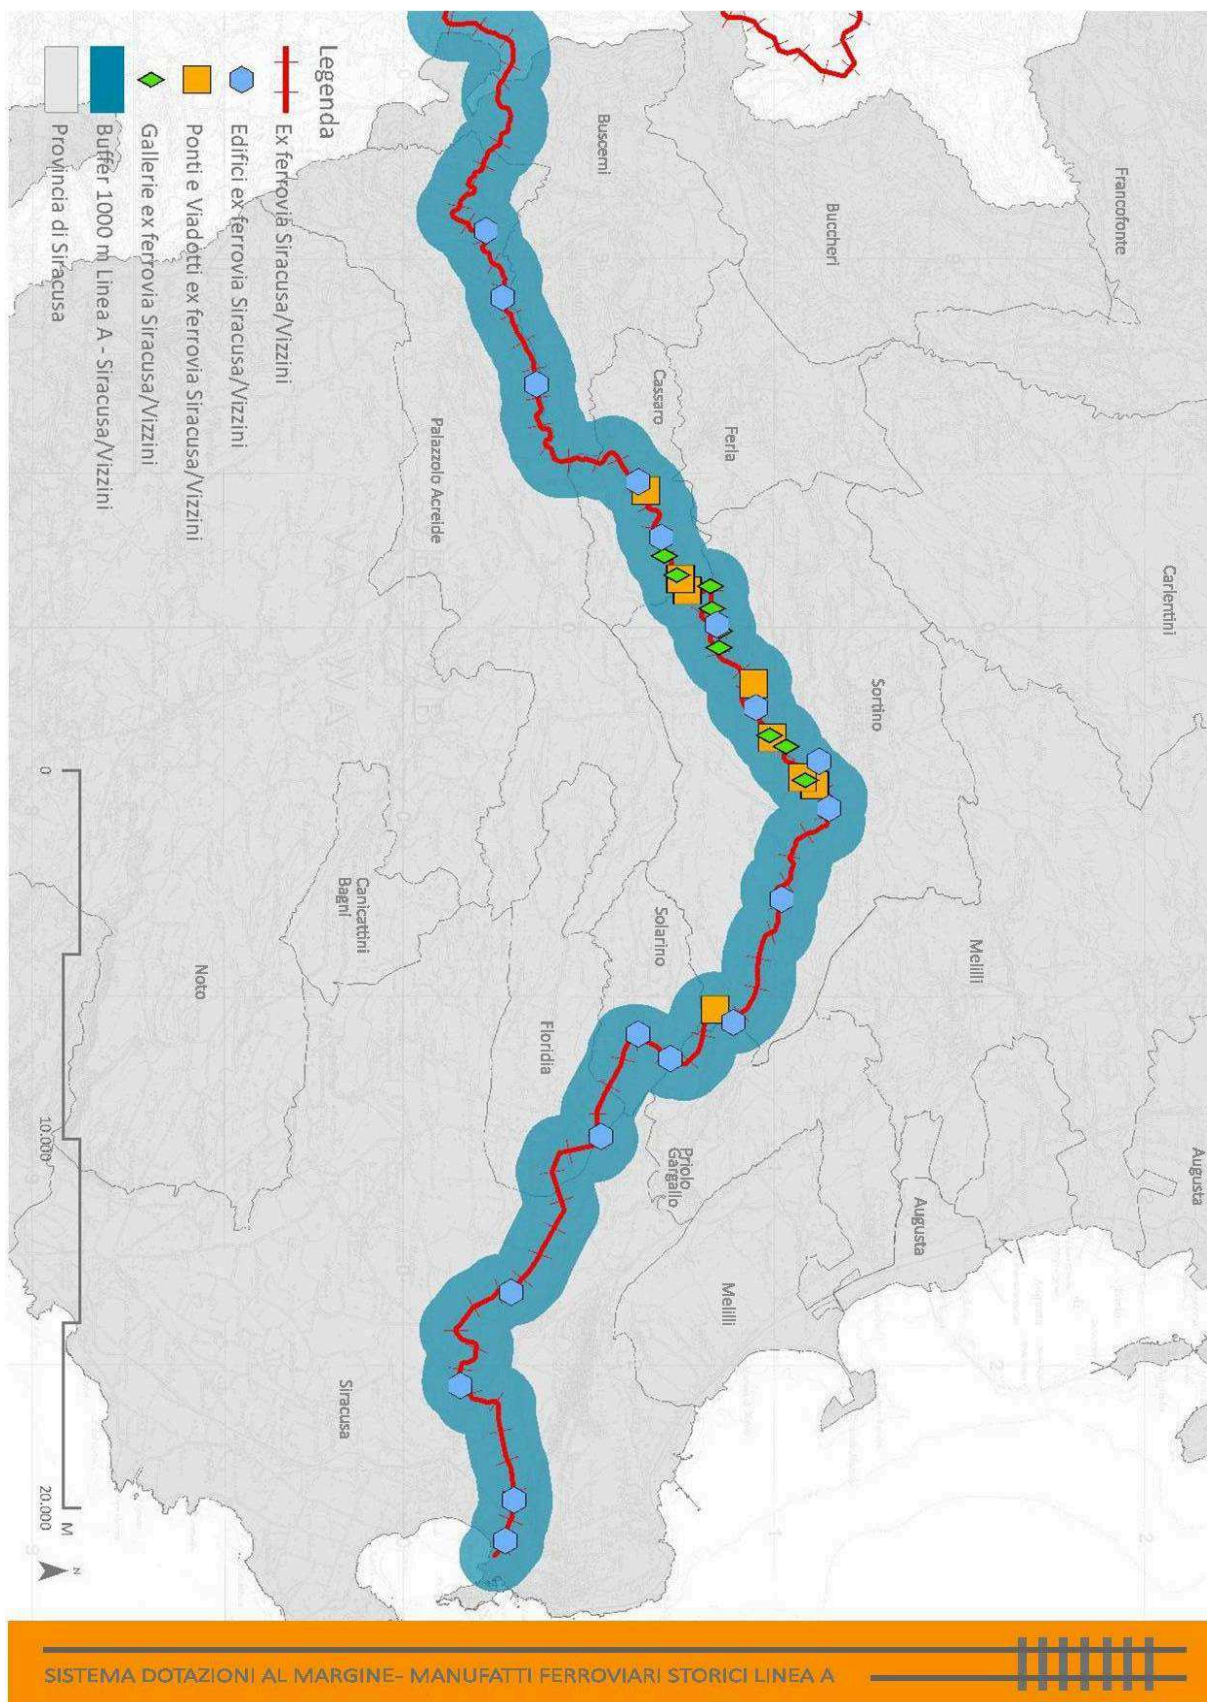 Legenda
Ex ferrovia Siracusa/Vizzini
Edifici ex ferrovia Siracusa/Vizzini
Ponti e Viadotti ex ferrovia Siracusa/Vizzini
Gallerie ex ferrovia Siracusa/Vizzini
Buffer 1000 m Linea A - Siracusa/Vizzini
Provincia di Siracusa
Francofonte
Buccheri
Buscemi
Carlentini
Ferla
Cassaro
Palazzolo Acreide
Sortino
Melilli
Solarino
Canicattini
Bagni
Noto
Floridia
Augusta
Augusta
Priolo
Gargallo
Melilli
Siracusa
0
10.000
20.000
M
N
SISTEMA DOTAZIONI AL MARGINE- MANUFATTI FERROVIARI STORICI LINEA A